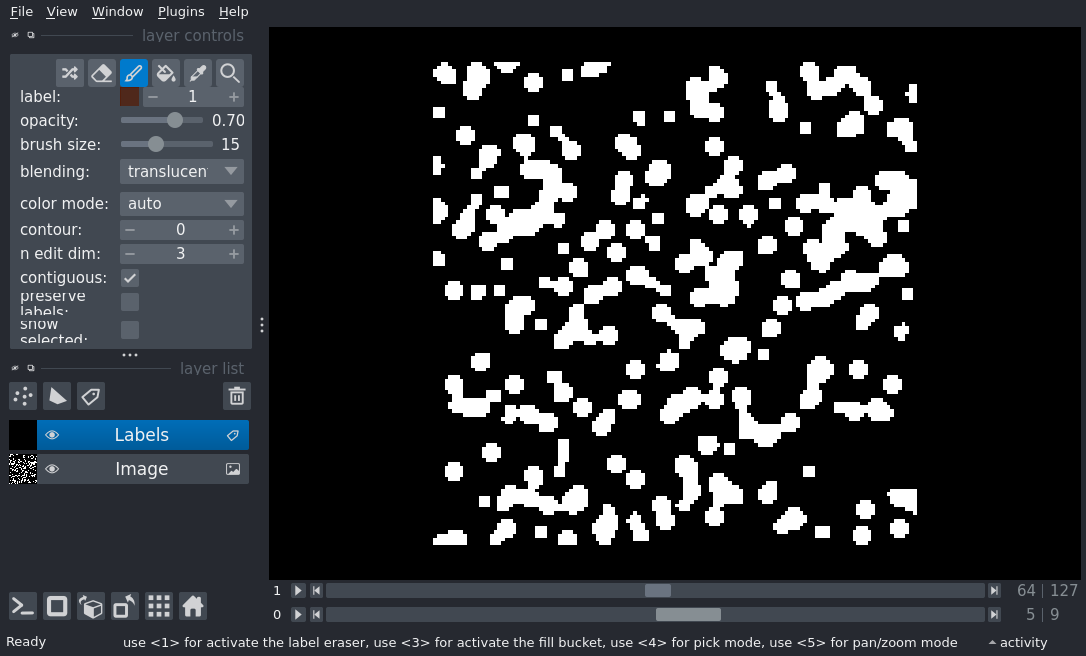 File View Window Plugins Help
layer controls
label: 1
opacity: 0.70
brush size: 15
blending: translucen
color mode: auto
contour: 0
n edit dim: 3
contiguous:
preserve
labels:
show
selected:
layer list
Labels
Image
1 64 | 127
0 5 | 9
Ready use <1> for activate the label eraser, use <3> for activate the fill bucket, use <4> for pick mode, use <5> for pan/zoom mode activity